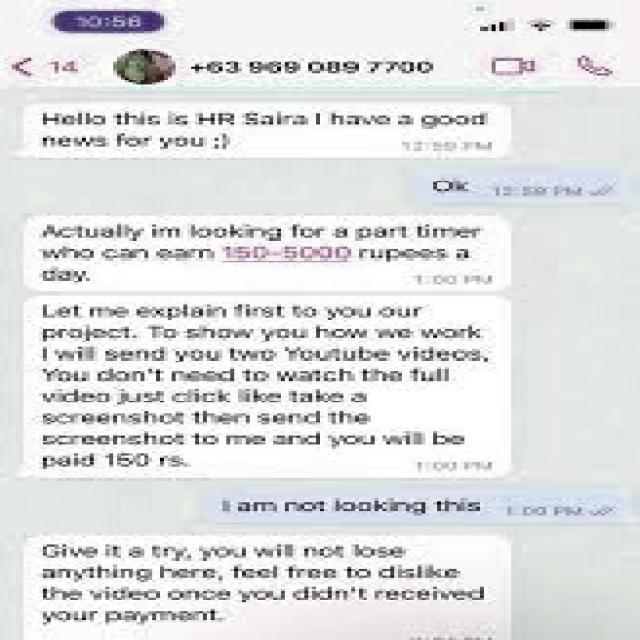 10:56
14 +63 969 089 7700
Hello this is HR Saira I have a good
news for you :)
12:59 PM
Ok 12:59 PM
Actually im looking for a part timer
who can earn 150-5000 rupees a
day.
1:00 PM
Let me explain first to you our
project. To show you how we work
I will send you two Youtube videos,
You don't need to watch the full
video just click like take a
screenshot then send the
screenshot to me and you will be
paid 150 rs.
1:00 PM
I am not looking this 1:00 PM
Give it a try, you will not lose
anything here, feel free to dislike
the video once you didn't received
your payment.